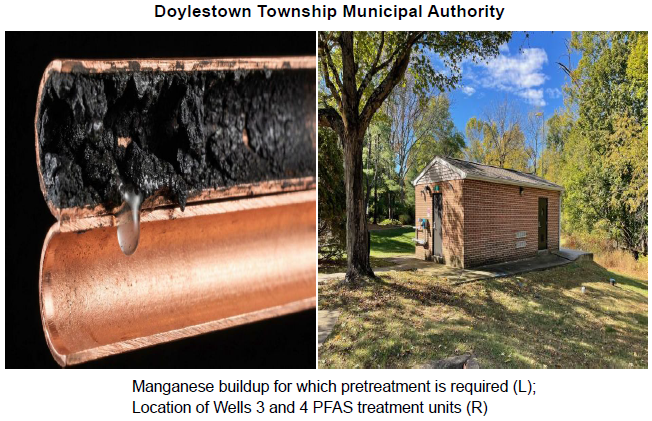 Doylestown Township Municipal Authority
Manganese buildup for which pretreatment is required (L);
Location of Wells 3 and 4 PFAS treatment units (R)